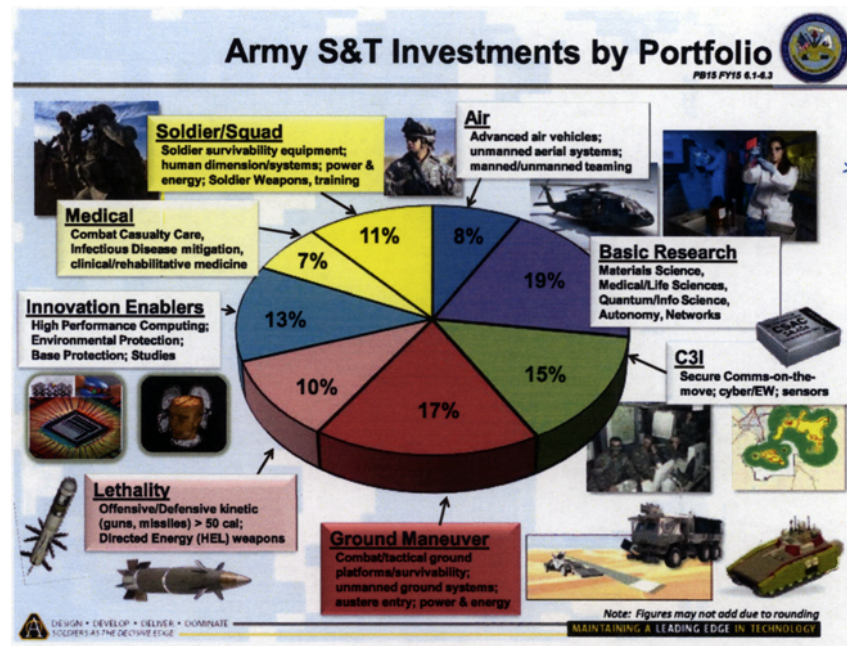 Army S&T Investments by Portfolio
PB15 FY15 6.1-6.3
Soldier/Squad
Soldier survivability equipment;
human dimension/systems; power &
energy; Soldier Weapons, training
Air
Advanced air vehicles;
unmanned aerial systems;
manned/unmanned teaming
Medical
Combat Casualty Care,
Infectious Disease mitigation,
clinical/rehabilitative medicine
11%
8%
7%
19%
Basic Research
Materials Science,
Medical/Life Sciences,
Quantum/Info Science,
Autonomy, Networks
Innovation Enablers
High Performance Computing;
Environmental Protection;
Base Protection; Studies
13%
CSAC
C3I
Secure Comms-on-the-
move; cyber/EW; sensors
15%
10%
17%
Lethality
Offensive/Defensive kinetic
(guns, missiles) > 50 cal;
Directed Energy (HEL) weapons
Ground Maneuver
Combat/tactical ground
platforms/survivability;
unmanned ground systems;
austere entry; power & energy
Note: Figures may not add due to rounding
DESIGN • DEVELOP • DELIVER • DOMINATE
SOLDIERS AS THE DECISIVE EDGE
MAINTAINING A LEADING EDGE IN TECHNOLOGY